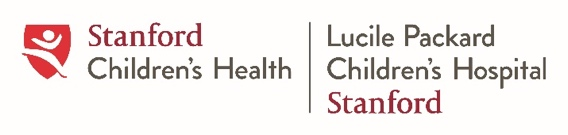 Stanford
Children's Health
Lucile Packard
Children's Hospital
Stanford